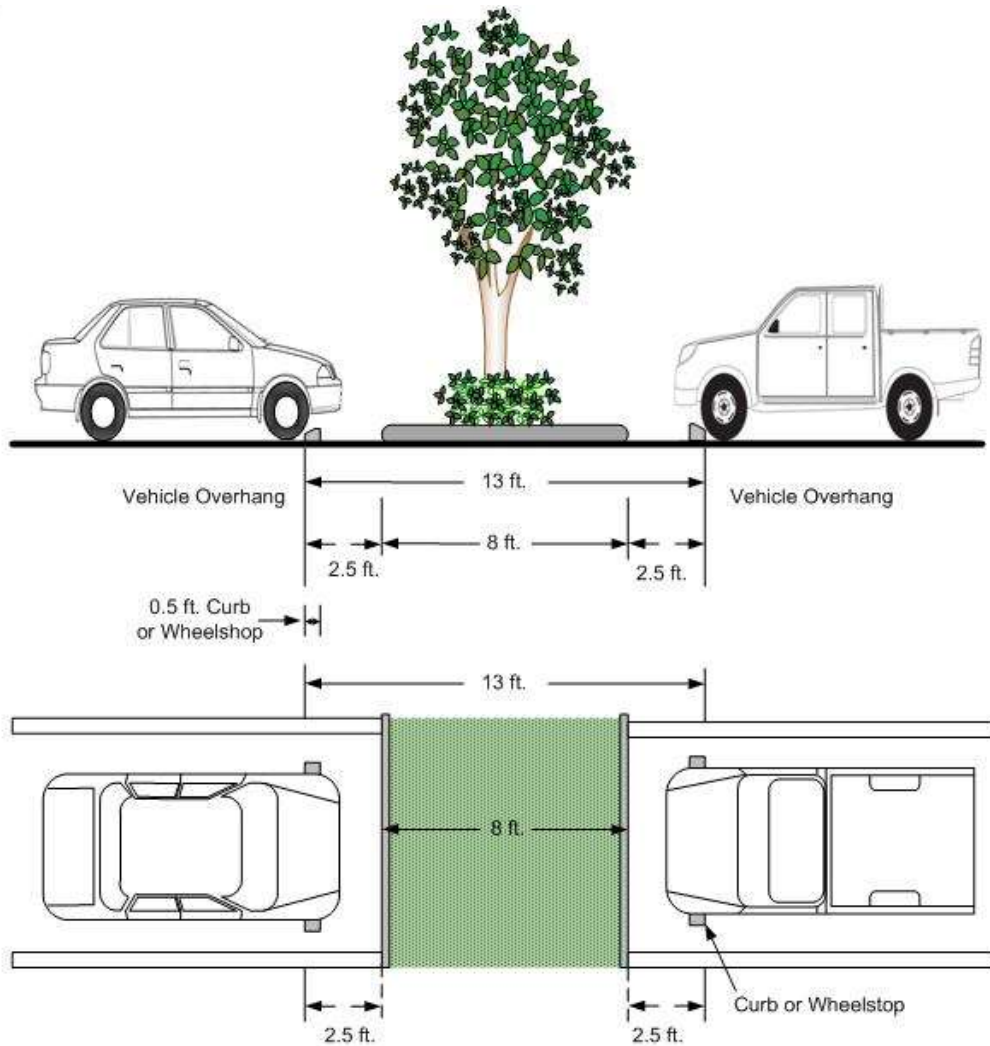 13 ft.
Vehicle Overhang
Vehicle Overhang
8 ft.
2.5 ft.
2.5 ft.
0.5 ft. Curb
or Wheelshop
13 ft.
8 ft.
Curb or Wheelstop
2.5 ft.
2.5 ft.